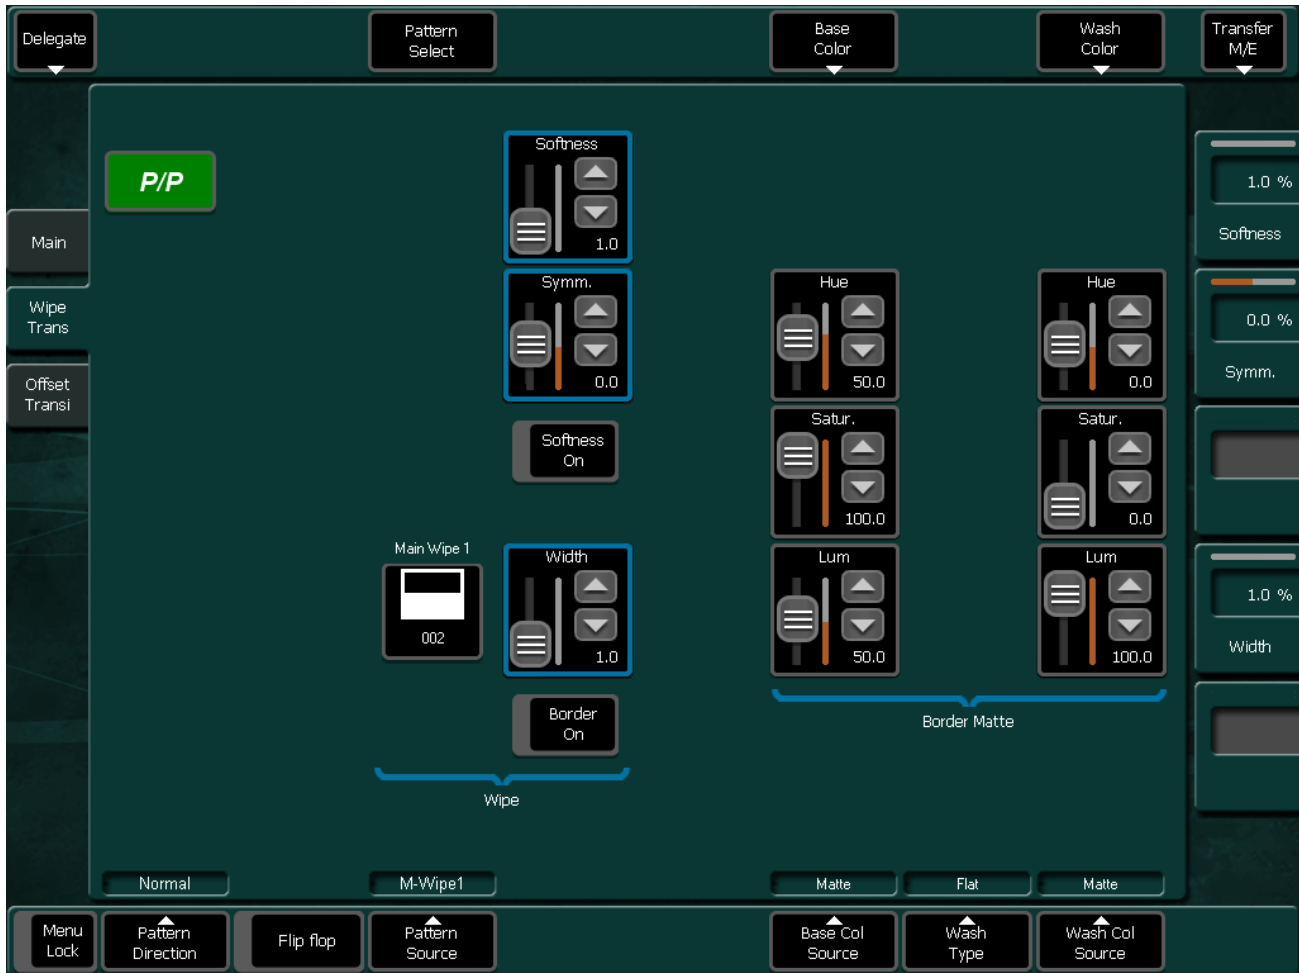 Delegate
Pattern
Select
Base
Color
Wash
Color
Transfer
M/E
P/P
Main
Wipe
Trans
Offset
Transi
Softness
1.0
Symm.
0.0
Softness
On
Main Wipe 1
002
Width
1.0
Border
On
Wipe
Hue
50.0
Satur.
100.0
Lum
50.0
Hue
0.0
Satur.
0.0
Lum
100.0
Border Matte
1.0 %
Softness
0.0 %
Symm.
1.0 %
Width
Normal
M-Wipe1
Matte
Flat
Matte
Menu
Lock
Pattern
Direction
Flip flop
Pattern
Source
Base Col
Source
Wash
Type
Wash Col
Source